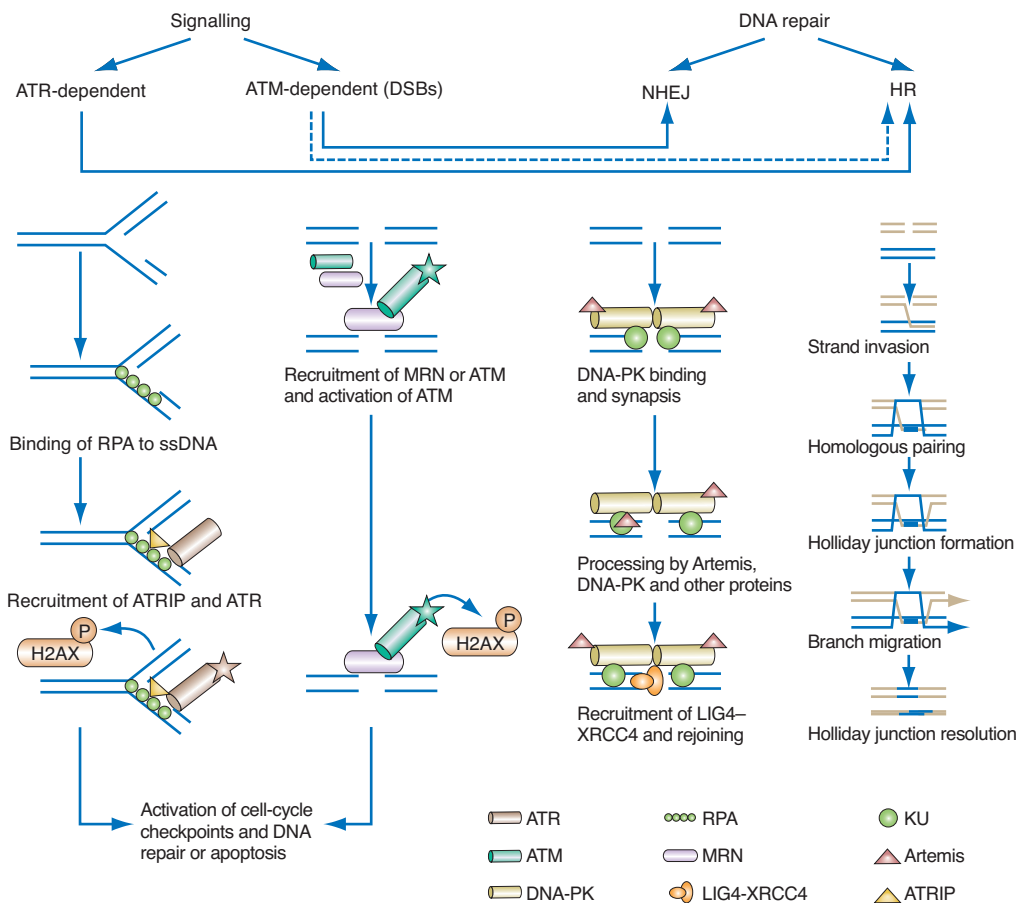 Signalling
DNA repair
ATR-dependent
ATM-dependent (DSBs)
NHEJ
HR
Binding of RPA to ssDNA
Recruitment of ATRIP and ATR
P
H2AX
Recruitment of MRN or ATM
and activation of ATM
P
H2AX
Activation of cell-cycle
checkpoints and DNA
repair or apoptosis
DNA-PK binding
and synapsis
Processing by Artemis,
DNA-PK and other proteins
Recruitment of LIG4–
XRCC4 and rejoining
Strand invasion
Homologous pairing
Holliday junction formation
Branch migration
Holliday junction resolution
ATR
RPA
KU
ATM
MRN
Artemis
DNA-PK
LIG4-XRCC4
ATRIP